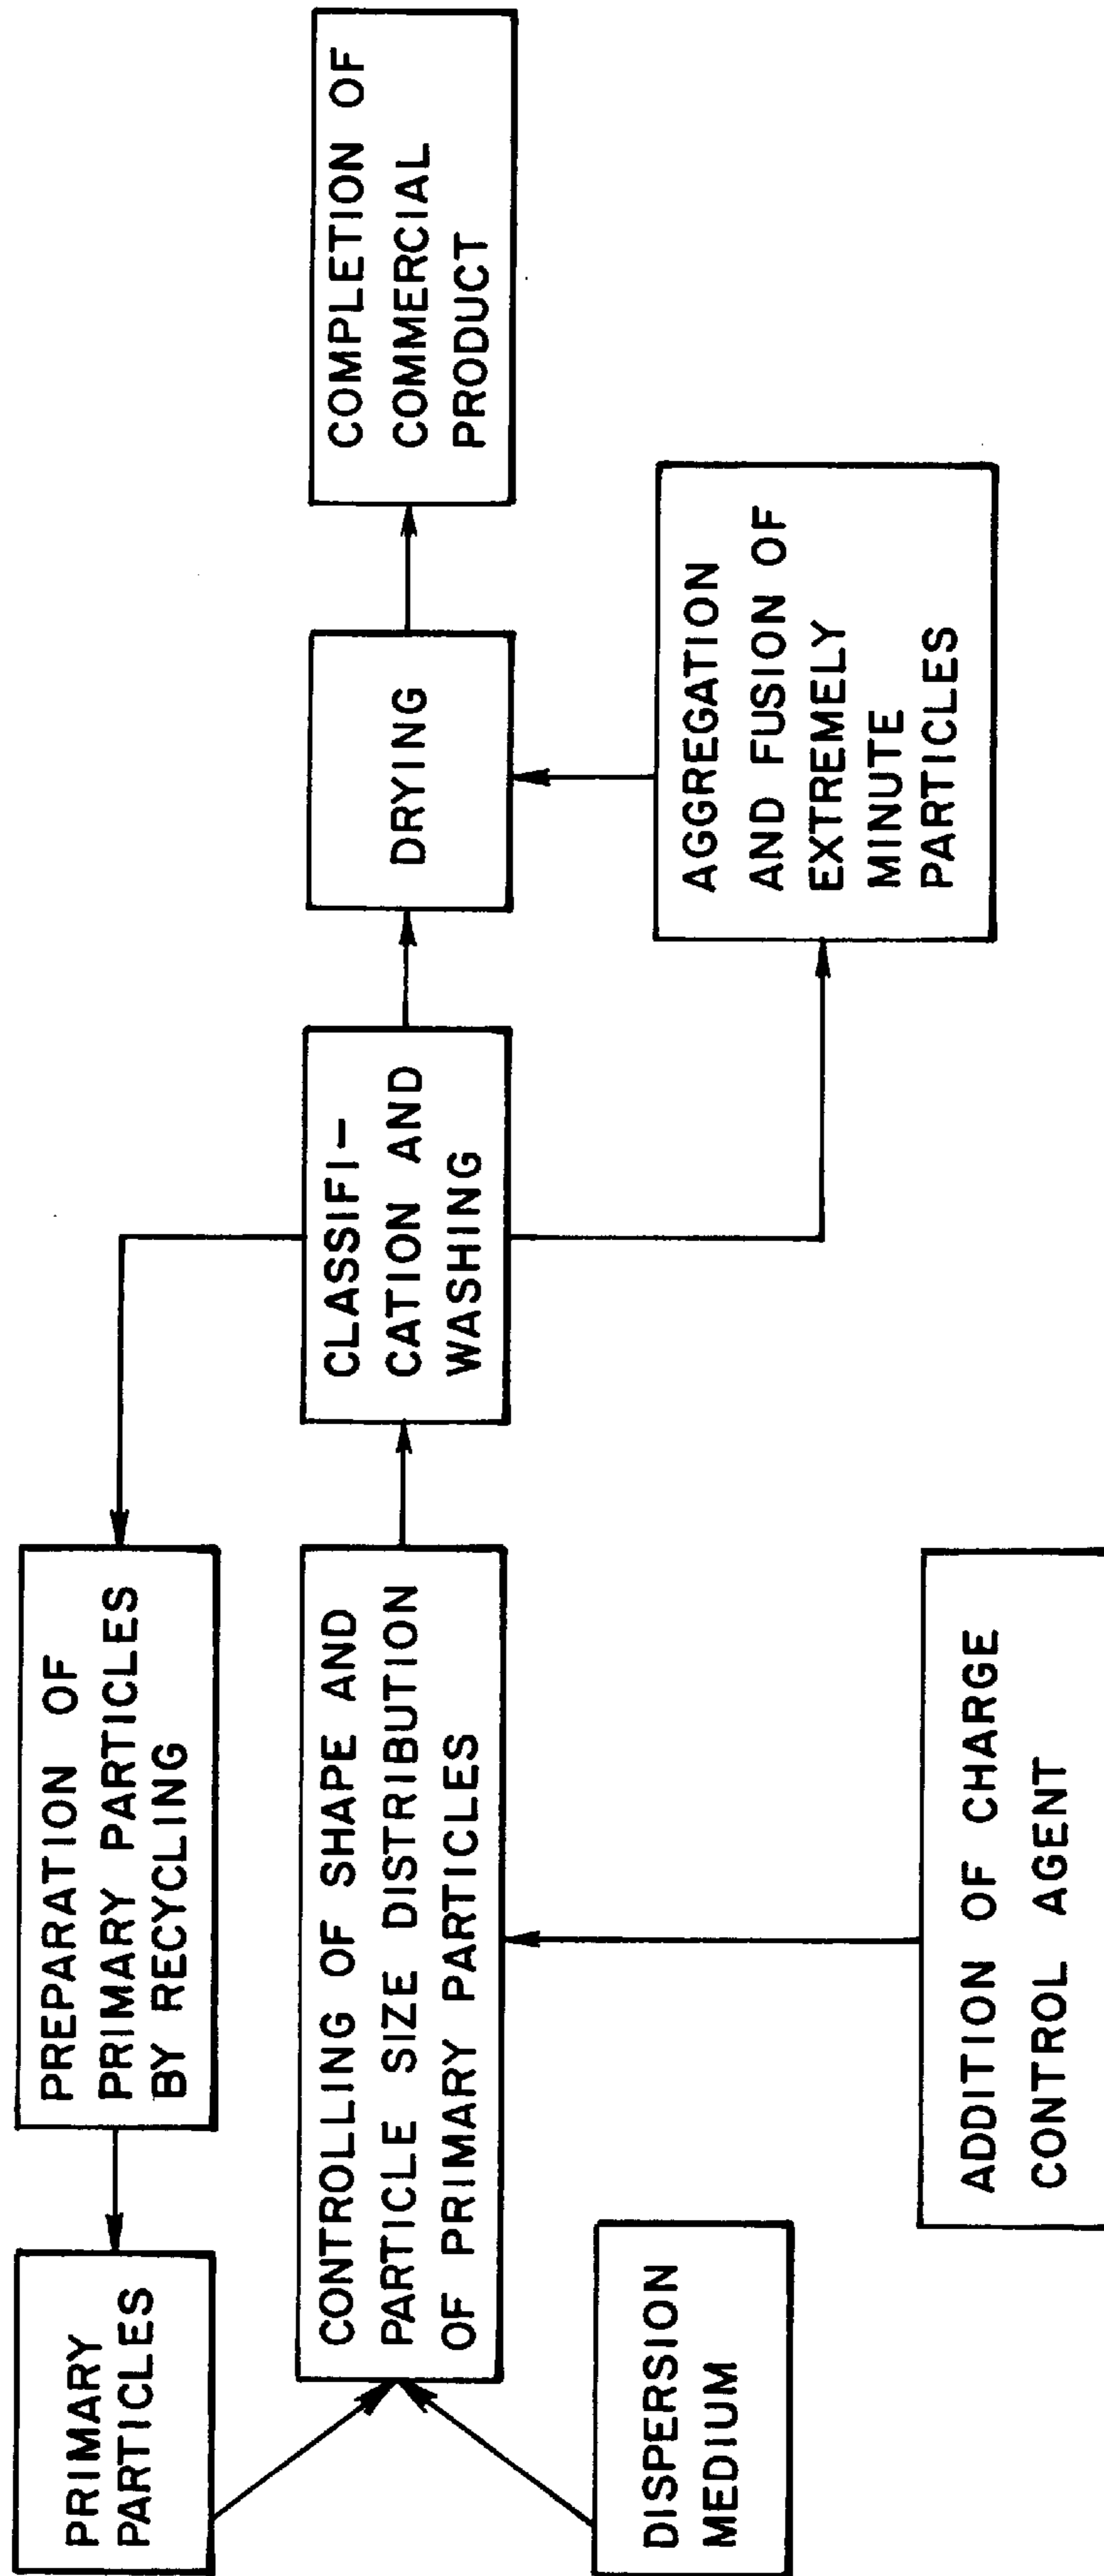 PRIMARY
PARTICLES
PREPARATION OF
PRIMARY PARTICLES
BY RECYCLING
CONTROLLING OF SHAPE AND
PARTICLE SIZE DISTRIBUTION
OF PRIMARY PARTICLES
CLASSIFI-
CATION AND
WASHING
DRYING
COMPLETION OF
COMMERCIAL
PRODUCT
DISPERSION
MEDIUM
AGGREGATION
AND FUSION OF
EXTREMELY
MINUTE
PARTICLES
ADDITION OF CHARGE
CONTROL AGENT